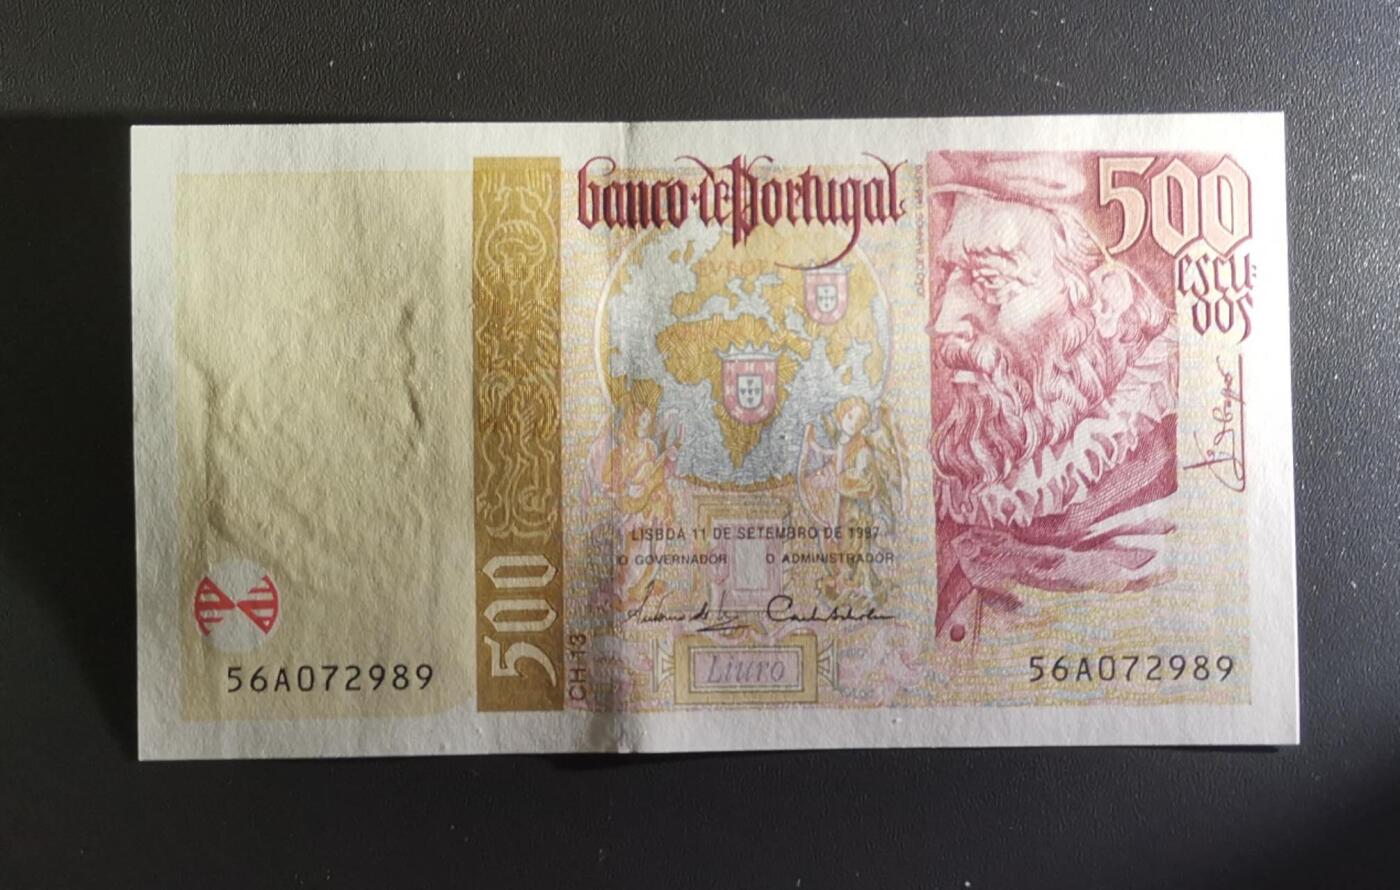 banco de Portugal
500
escu
dos
EVROPA
LISBOA 11 DE SETEMBRO DE 1997
O GOVERNADOR O ADMINISTRADOR
500
CH 13
Liuro
56A072989
56A072989